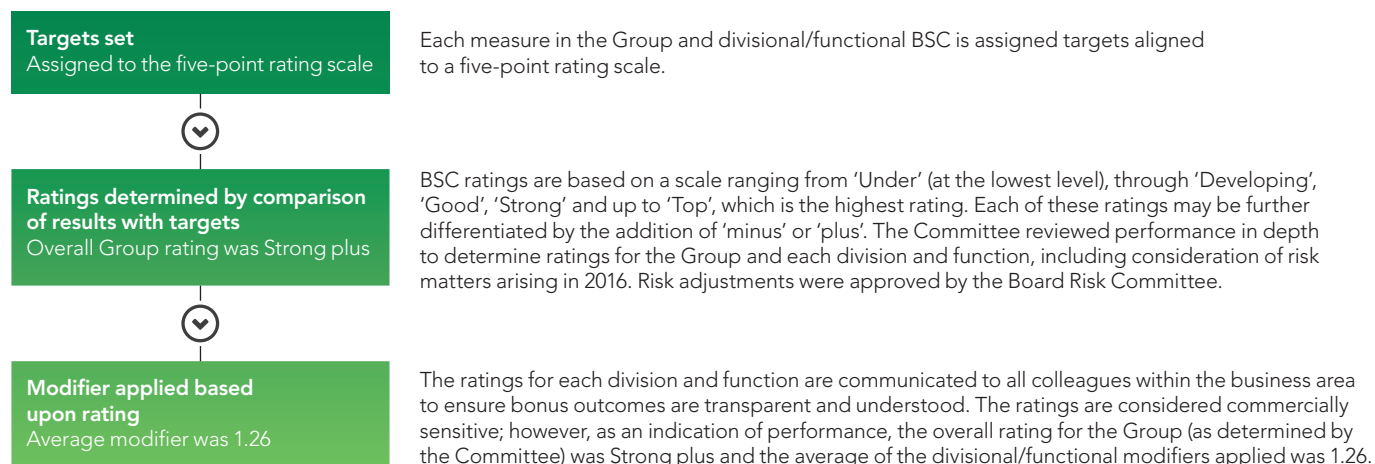 Targets set
Assigned to the five-point rating scale
Each measure in the Group and divisional/functional BSC is assigned targets aligned
to a five-point rating scale.
Ratings determined by comparison
of results with targets
Overall Group rating was Strong plus
BSC ratings are based on a scale ranging from ‘Under’ (at the lowest level), through ‘Developing’,
‘Good’, ‘Strong’ and up to ‘Top’, which is the highest rating. Each of these ratings may be further
differentiated by the addition of ‘minus’ or ‘plus’. The Committee reviewed performance in depth
to determine ratings for the Group and each division and function, including consideration of risk
matters arising in 2016. Risk adjustments were approved by the Board Risk Committee.
Modifier applied based
upon rating
Average modifier was 1.26
The ratings for each division and function are communicated to all colleagues within the business area
to ensure bonus outcomes are transparent and understood. The ratings are considered commercially
sensitive; however, as an indication of performance, the overall rating for the Group (as determined by
the Committee) was Strong plus and the average of the divisional/functional modifiers applied was 1.26.